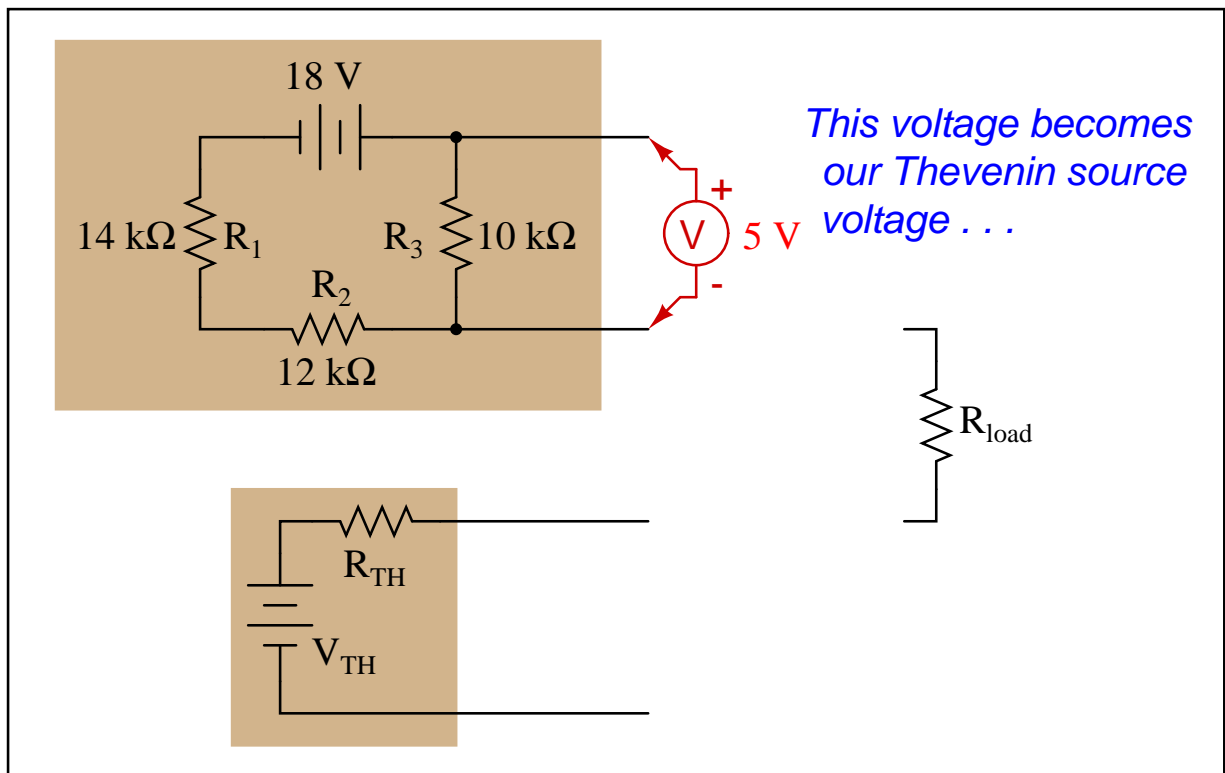 18 V
This voltage becomes
our Thevenin source
voltage . . .
+
14 kΩ R1 R3 10 kΩ V 5 V
R2
-
12 kΩ
Rload
RTH
VTH